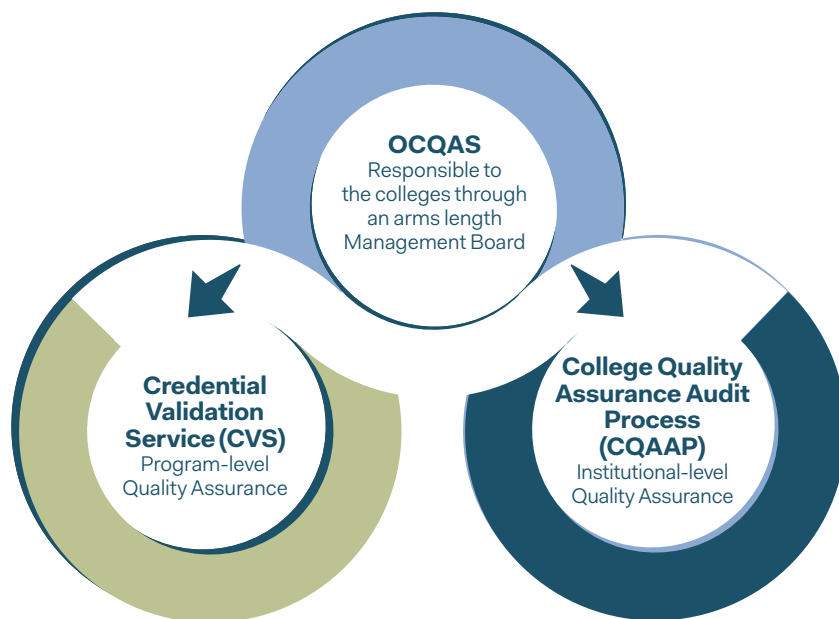 OCQAS
Responsible to
the colleges through
an arms length
Management Board
Credential
Validation
Service (CVS)
Program-level
Quality Assurance
College Quality
Assurance Audit
Process
(CQAAP)
Institutional-level
Quality Assurance